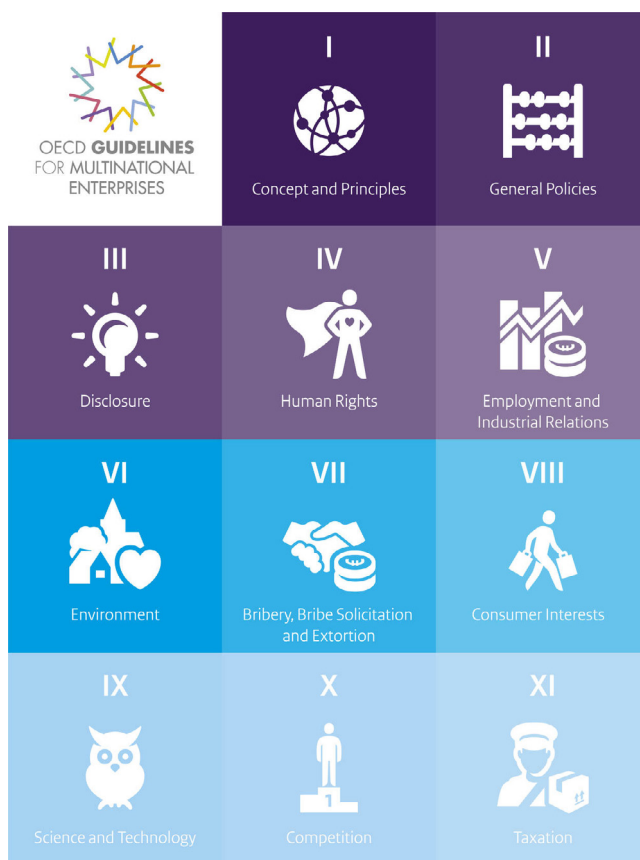 OECD GUIDELINES
FOR MULTINATIONAL
ENTERPRISES
I
Concept and Principles
II
General Policies
III
Disclosure
IV
Human Rights
V
Employment and
Industrial Relations
VI
Environment
VII
Bribery, Bribe Solicitation
and Extortion
VIII
Consumer Interests
IX
Science and Technology
X
1
Competition
XI
Taxation